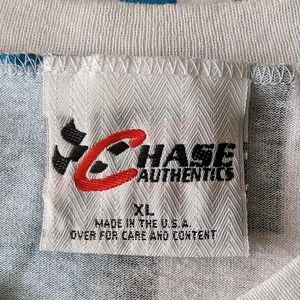 CHASE
AUTHENTICS
XL
MADE IN THE U.S.A.
OVER FOR CARE AND CONTENT